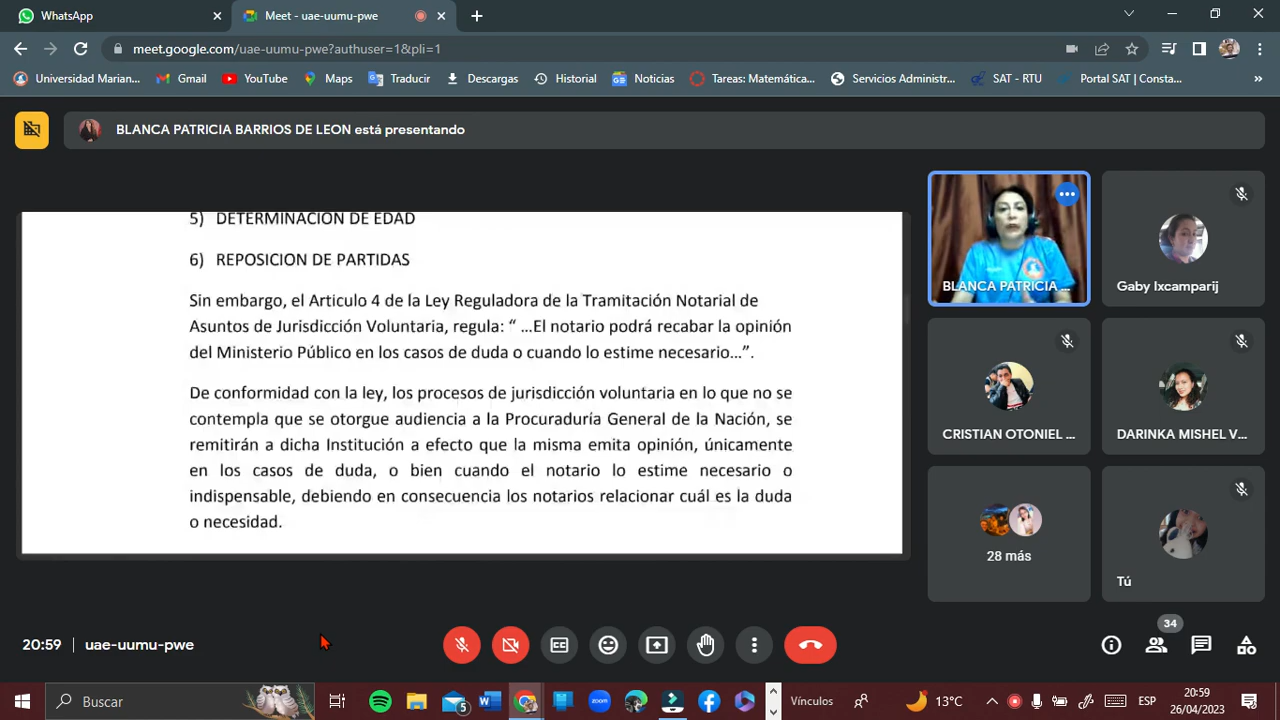 WhatsApp
Meet - uae-uumu-pwe
meet.google.com/uae-uumu-pwe?authuser=1&pli=1
Universidad Marian...
Gmail
YouTube
Maps
Traducir
Descargas
Historial
Noticias
Tareas: Matemática...
Servicios Administr...
SAT - RTU
Portal SAT | Consta...
BLANCA PATRICIA BARRIOS DE LEON está presentando
5) DETERMINACION DE EDAD
6) REPOSICION DE PARTIDAS
Sin embargo, el Articulo 4 de la Ley Reguladora de la Tramitación Notarial de
Asuntos de Jurisdicción Voluntaria, regula: “ ...El notario podrá recabar la opinión
del Ministerio Público en los casos de duda o cuando lo estime necesario...”.
De conformidad con la ley, los procesos de jurisdicción voluntaria en lo que no se
contempla que se otorgue audiencia a la Procuraduría General de la Nación, se
remitirán a dicha Institución a efecto que la misma emita opinión, únicamente
en los casos de duda, o bien cuando el notario lo estime necesario o
indispensable, debiendo en consecuencia los notarios relacionar cuál es la duda
o necesidad.
BLANCA PATRICIA ...
Gaby Ixcamparij
CRISTIAN OTONIEL ...
DARINKA MISHEL V...
28 más
Tú
20:59 | uae-uumu-pwe
34
Buscar
5
zoom
Vínculos
13°C
ESP
20:59
26/04/2023